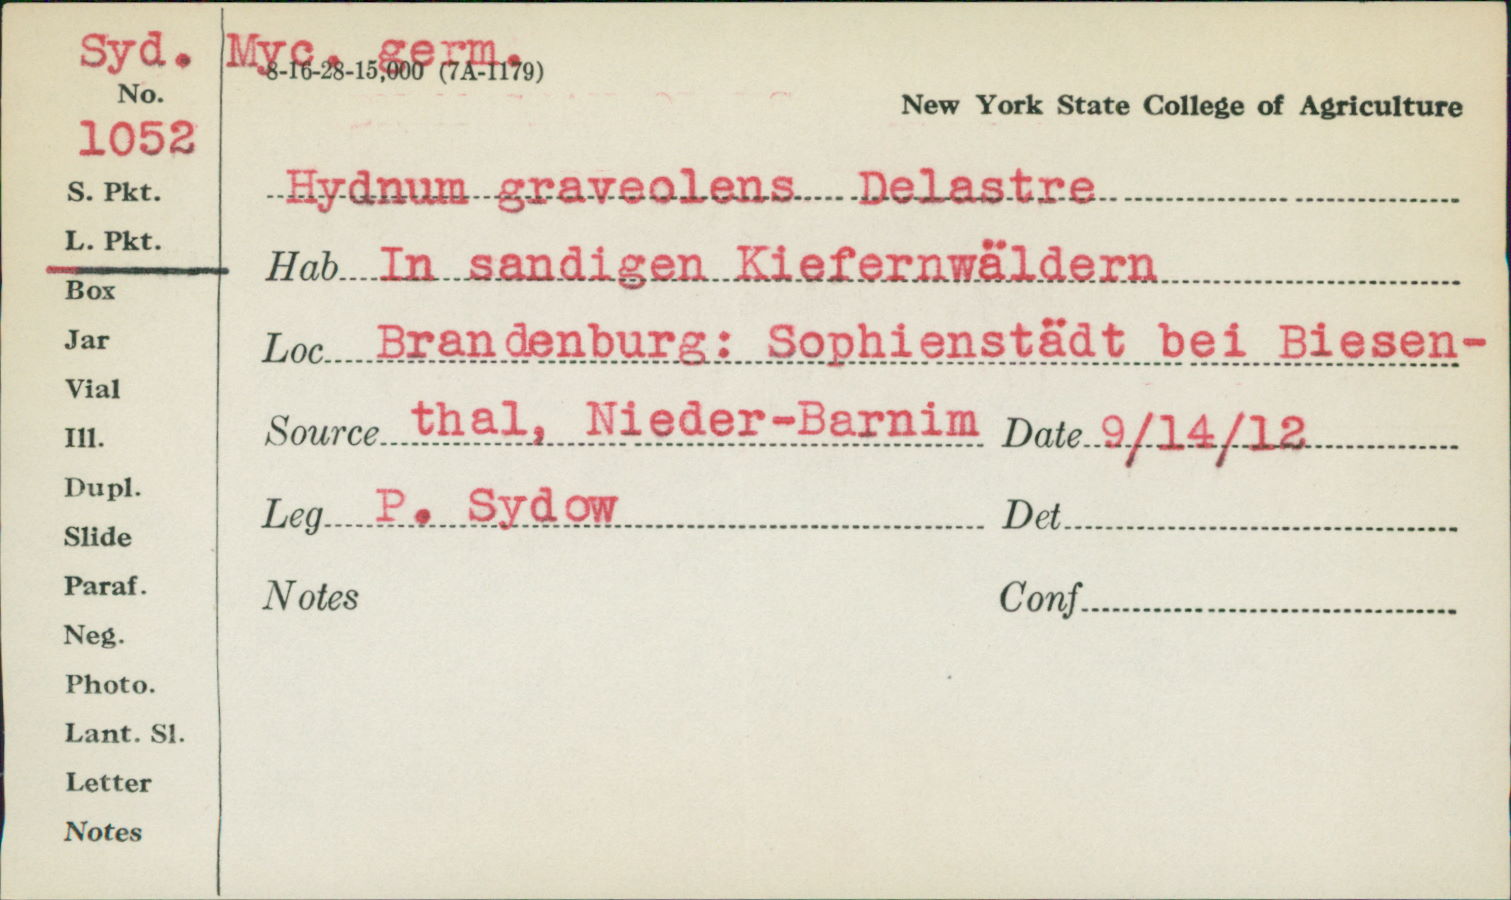 Syd. Myc. germ.
8-16-28-15,000 (7A-1179)
No.
New York State College of Agriculture
1052
S. Pkt.
Hydnum graveolens Delastre
L. Pkt.
Hab. In sandigen Kiefernwäldern
Box
Jar
Loc. Brandenburg: Sophienstädt bei Biesen-
Vial
Ill.
Source thal, Nieder-Barnim Date 9/14/12
Dupl.
Leg. P. Sydow Det.
Slide
Paraf.
Notes Conf.
Neg.
Photo.
Lant. Sl.
Letter
Notes